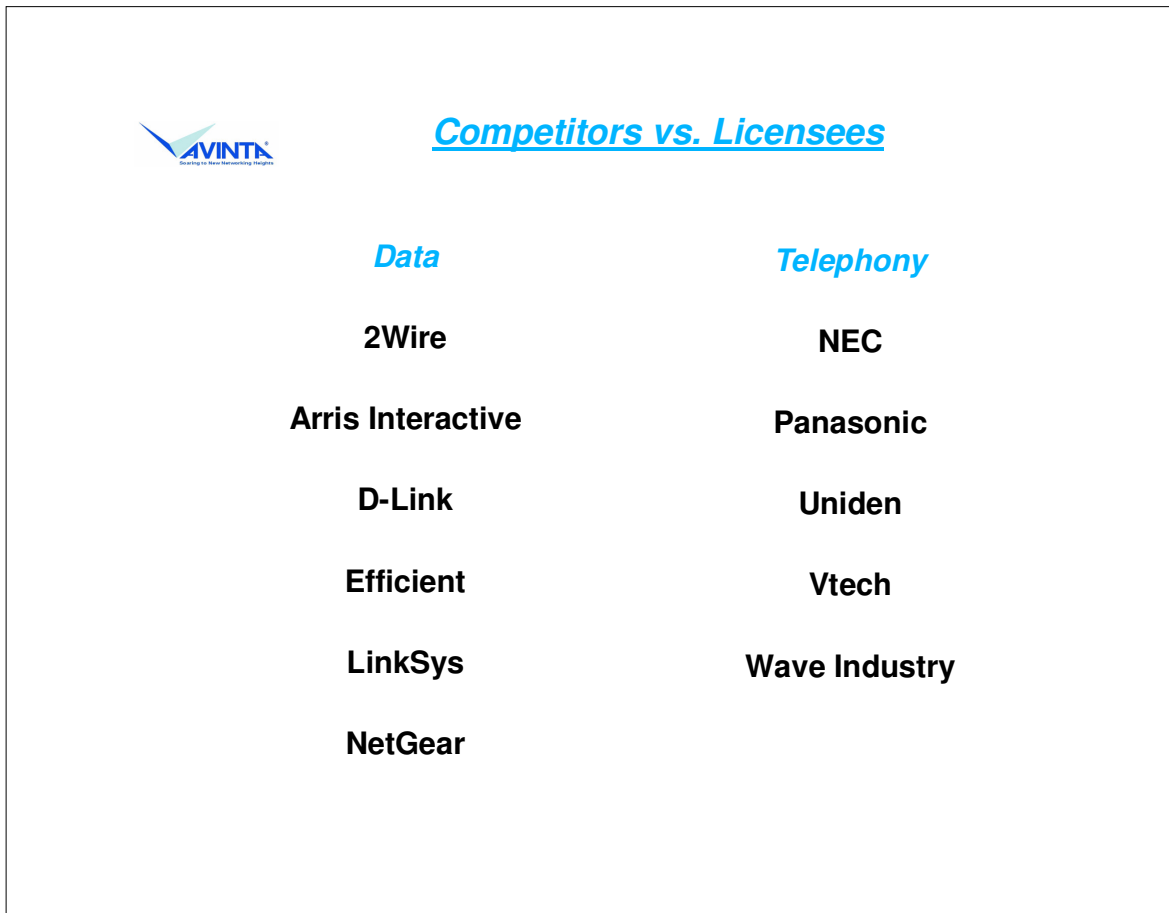 AVINTA®
Soaring to New Networking Heights
Competitors vs. Licensees
Data
2Wire
Arris Interactive
D-Link
Efficient
LinkSys
NetGear
Telephony
NEC
Panasonic
Uniden
Vtech
Wave Industry